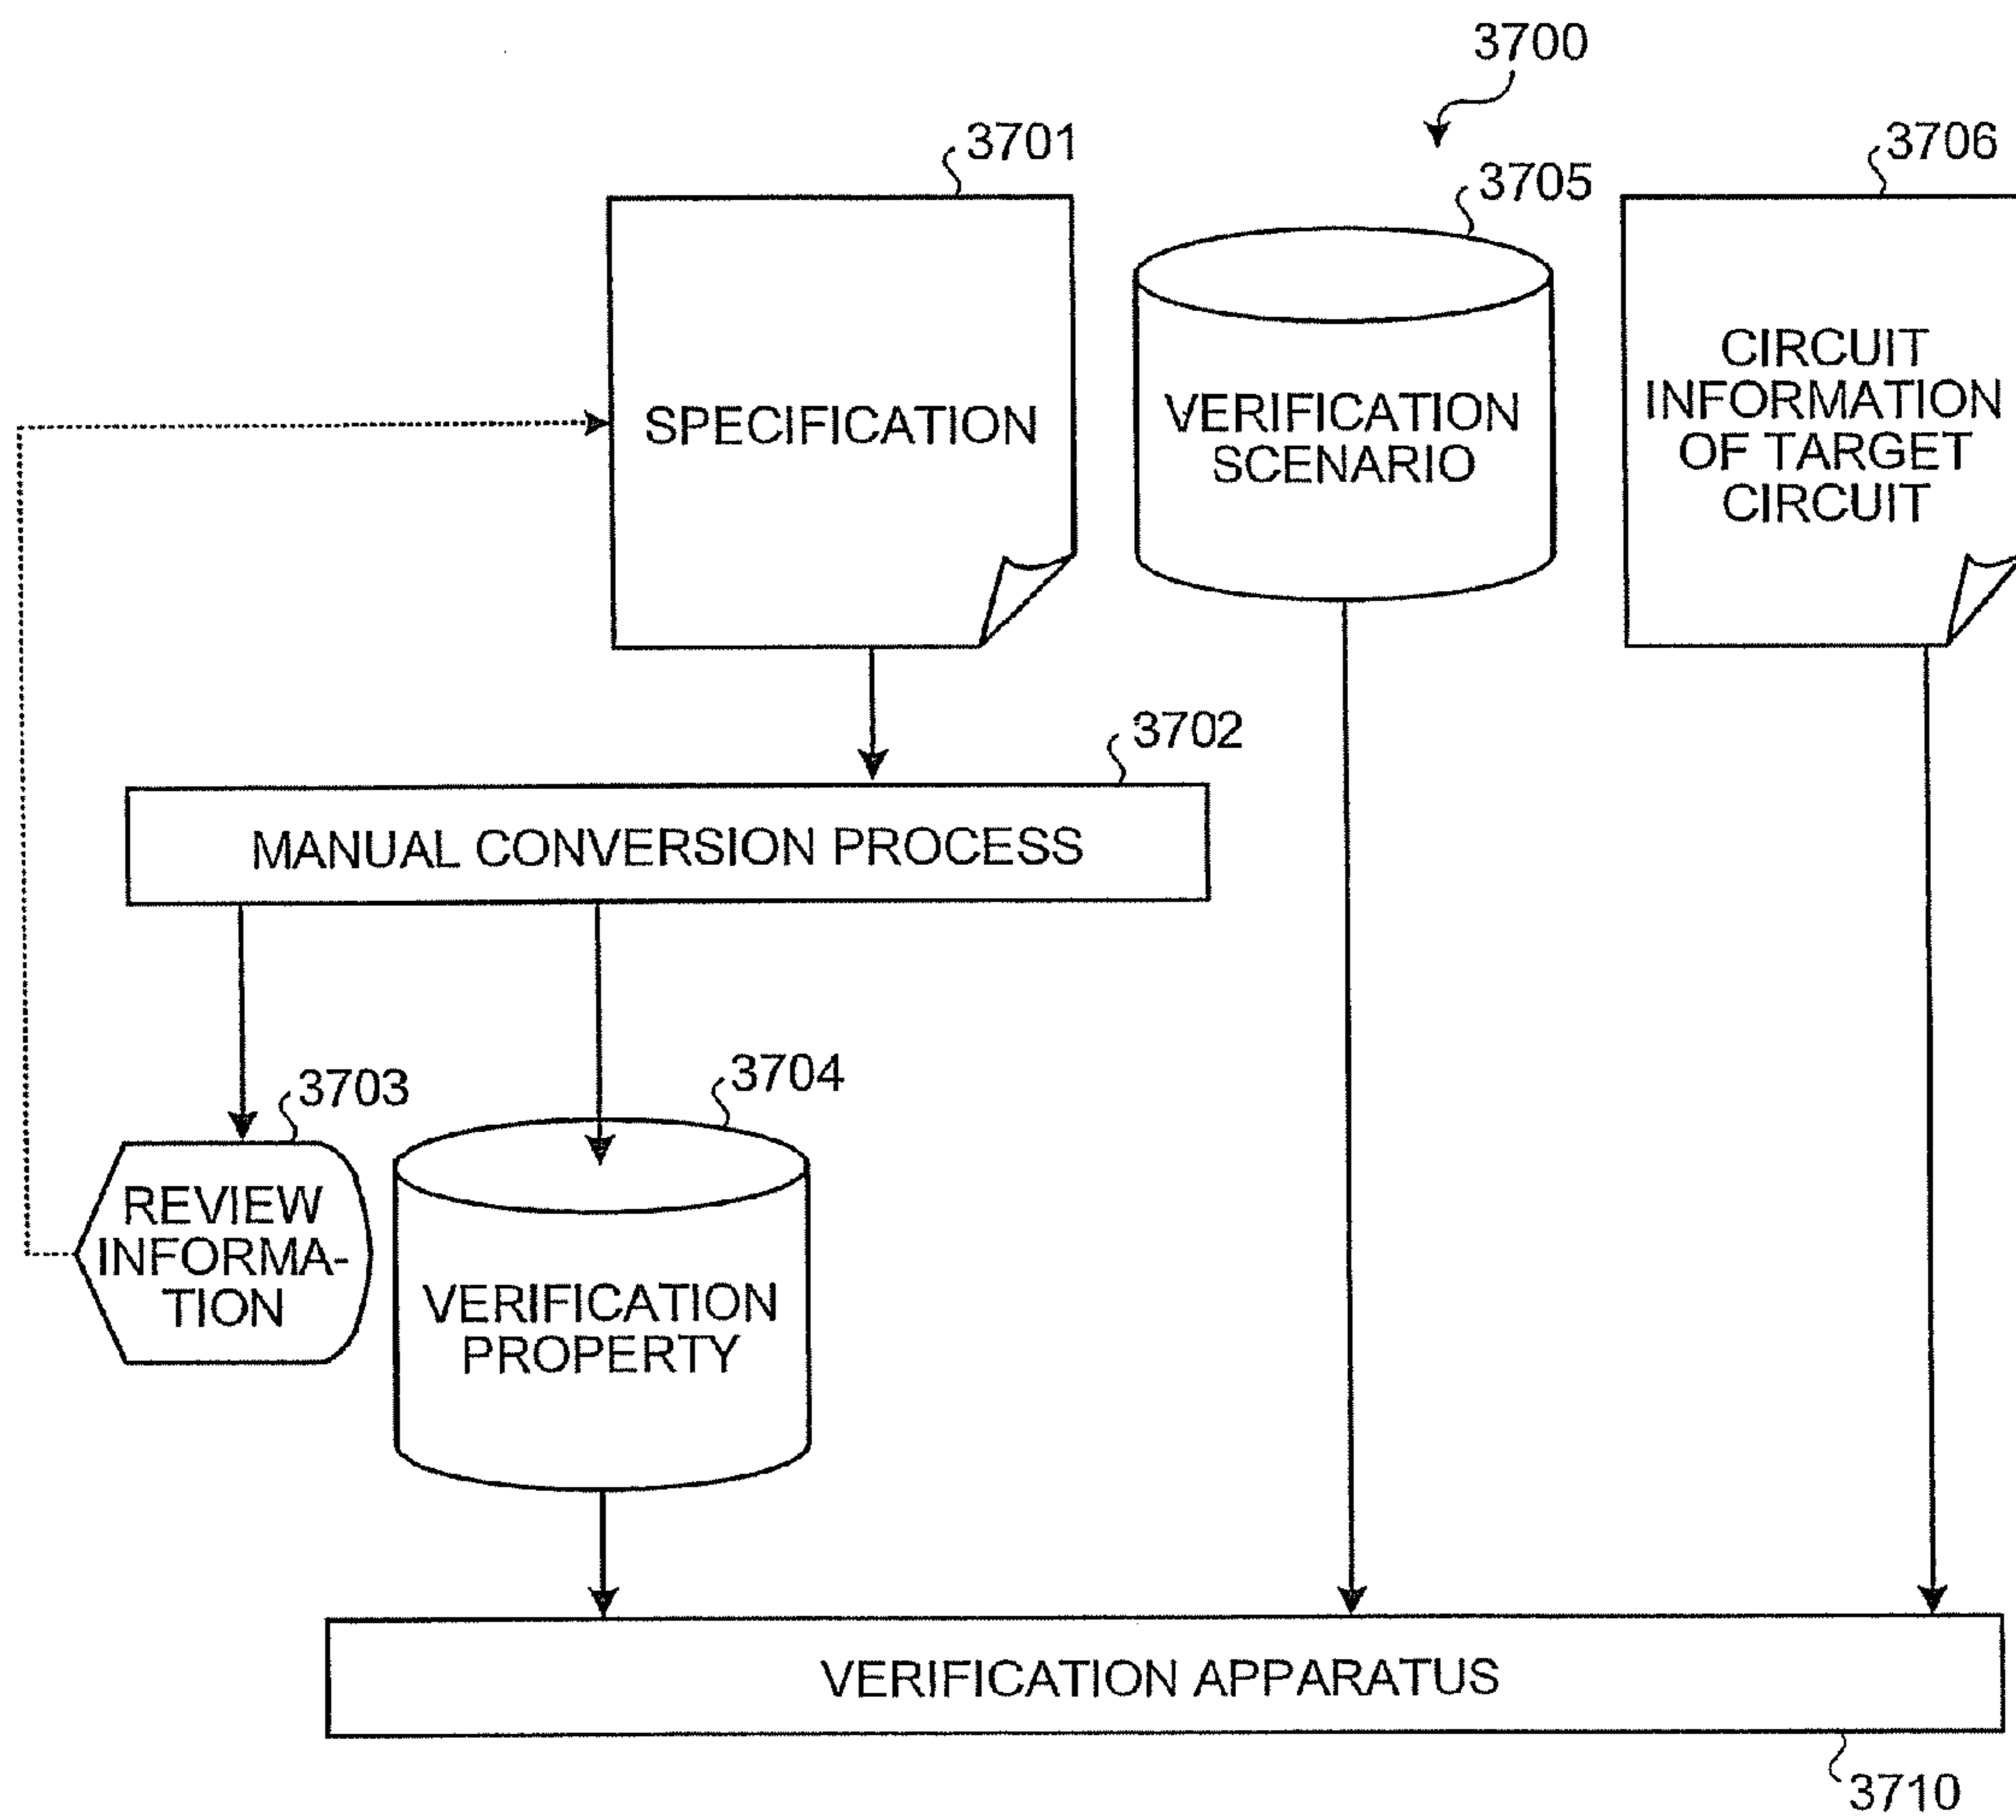 3700
3701
3705
3706
SPECIFICATION
VERIFICATION
SCENARIO
CIRCUIT
INFORMATION
OF TARGET
CIRCUIT
3702
MANUAL CONVERSION PROCESS
3703
3704
REVIEW
INFORMA-
TION
VERIFICATION
PROPERTY
VERIFICATION APPARATUS
3710